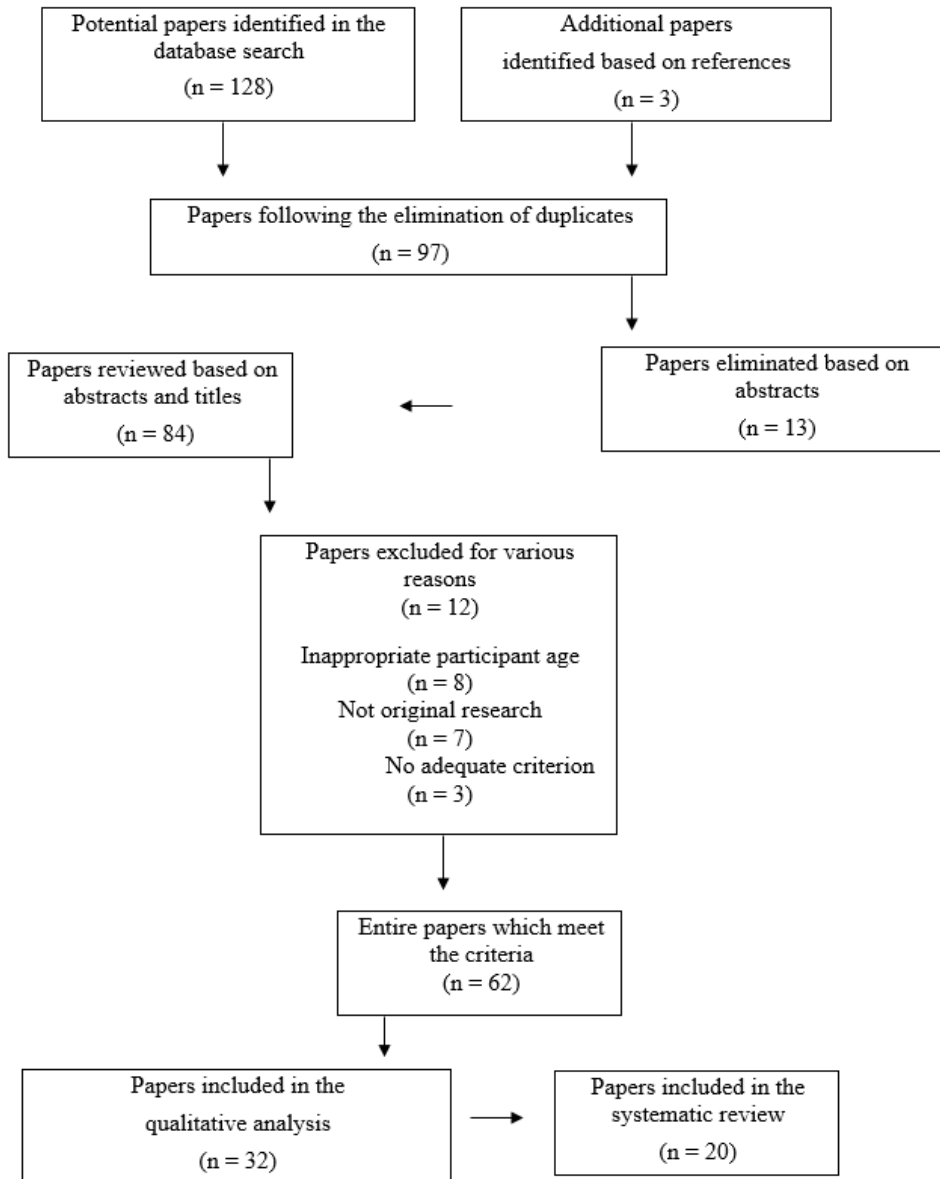 Potential papers identified in the
database search
(n = 128)
Additional papers
identified based on references
(n = 3)
Papers following the elimination of duplicates
(n = 97)
Papers reviewed based on
abstracts and titles
(n = 84)
Papers eliminated based on
abstracts
(n = 13)
Papers excluded for various
reasons
(n = 12)
Inappropriate participant age
(n = 8)
Not original research
(n = 7)
No adequate criterion
(n = 3)
Entire papers which meet
the criteria
(n = 62)
Papers included in the
qualitative analysis
(n = 32)
Papers included in the
systematic review
(n = 20)